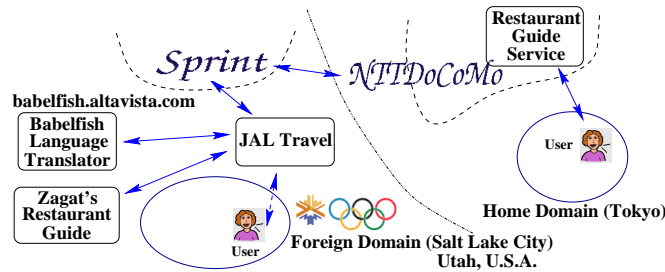 Restaurant
Guide
Service
Sprint
NTTDoCoMo
babelfish.altavista.com
Babelfish
Language
Translator
JAL Travel
User
Zagat's
Restaurant
Guide
Home Domain (Tokyo)
User
Foreign Domain (Salt Lake City)
Utah, U.S.A.